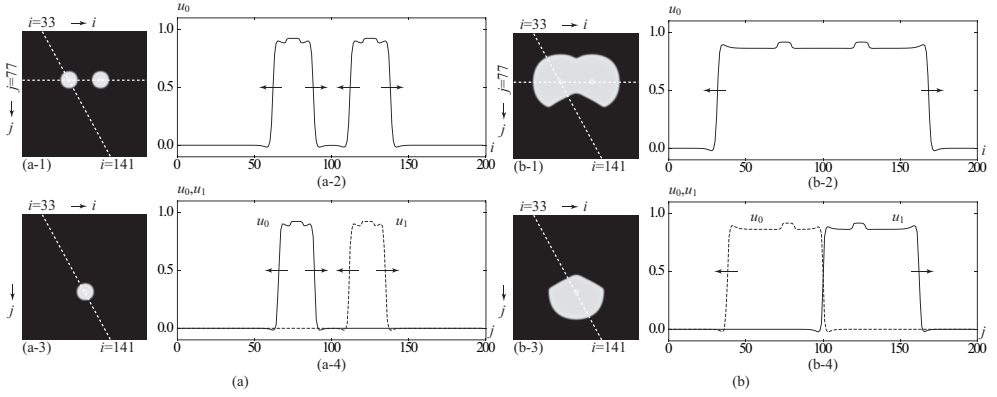 i=33 → i
j=77
→ j
i=141
(a-1)
u0
1.0
0.5
0.0
0 50 100 150 200
i
(a-2)
i=33 → i
j=77
→ j
i=141
(b-1)
u0
1.0
0.5
0.0
0 50 100 150 200
i
(b-2)
i=33 → i
→ j
i=141
(a-3)
u0,u1
1.0
0.5
0.0
u0 u1
0 50 100 150 200
j
(a-4)
i=33 → i
→ j
i=141
(b-3)
u0,u1
1.0
0.5
0.0
u0 u1
0 50 100 150 200
j
(b-4)
(a) (b)